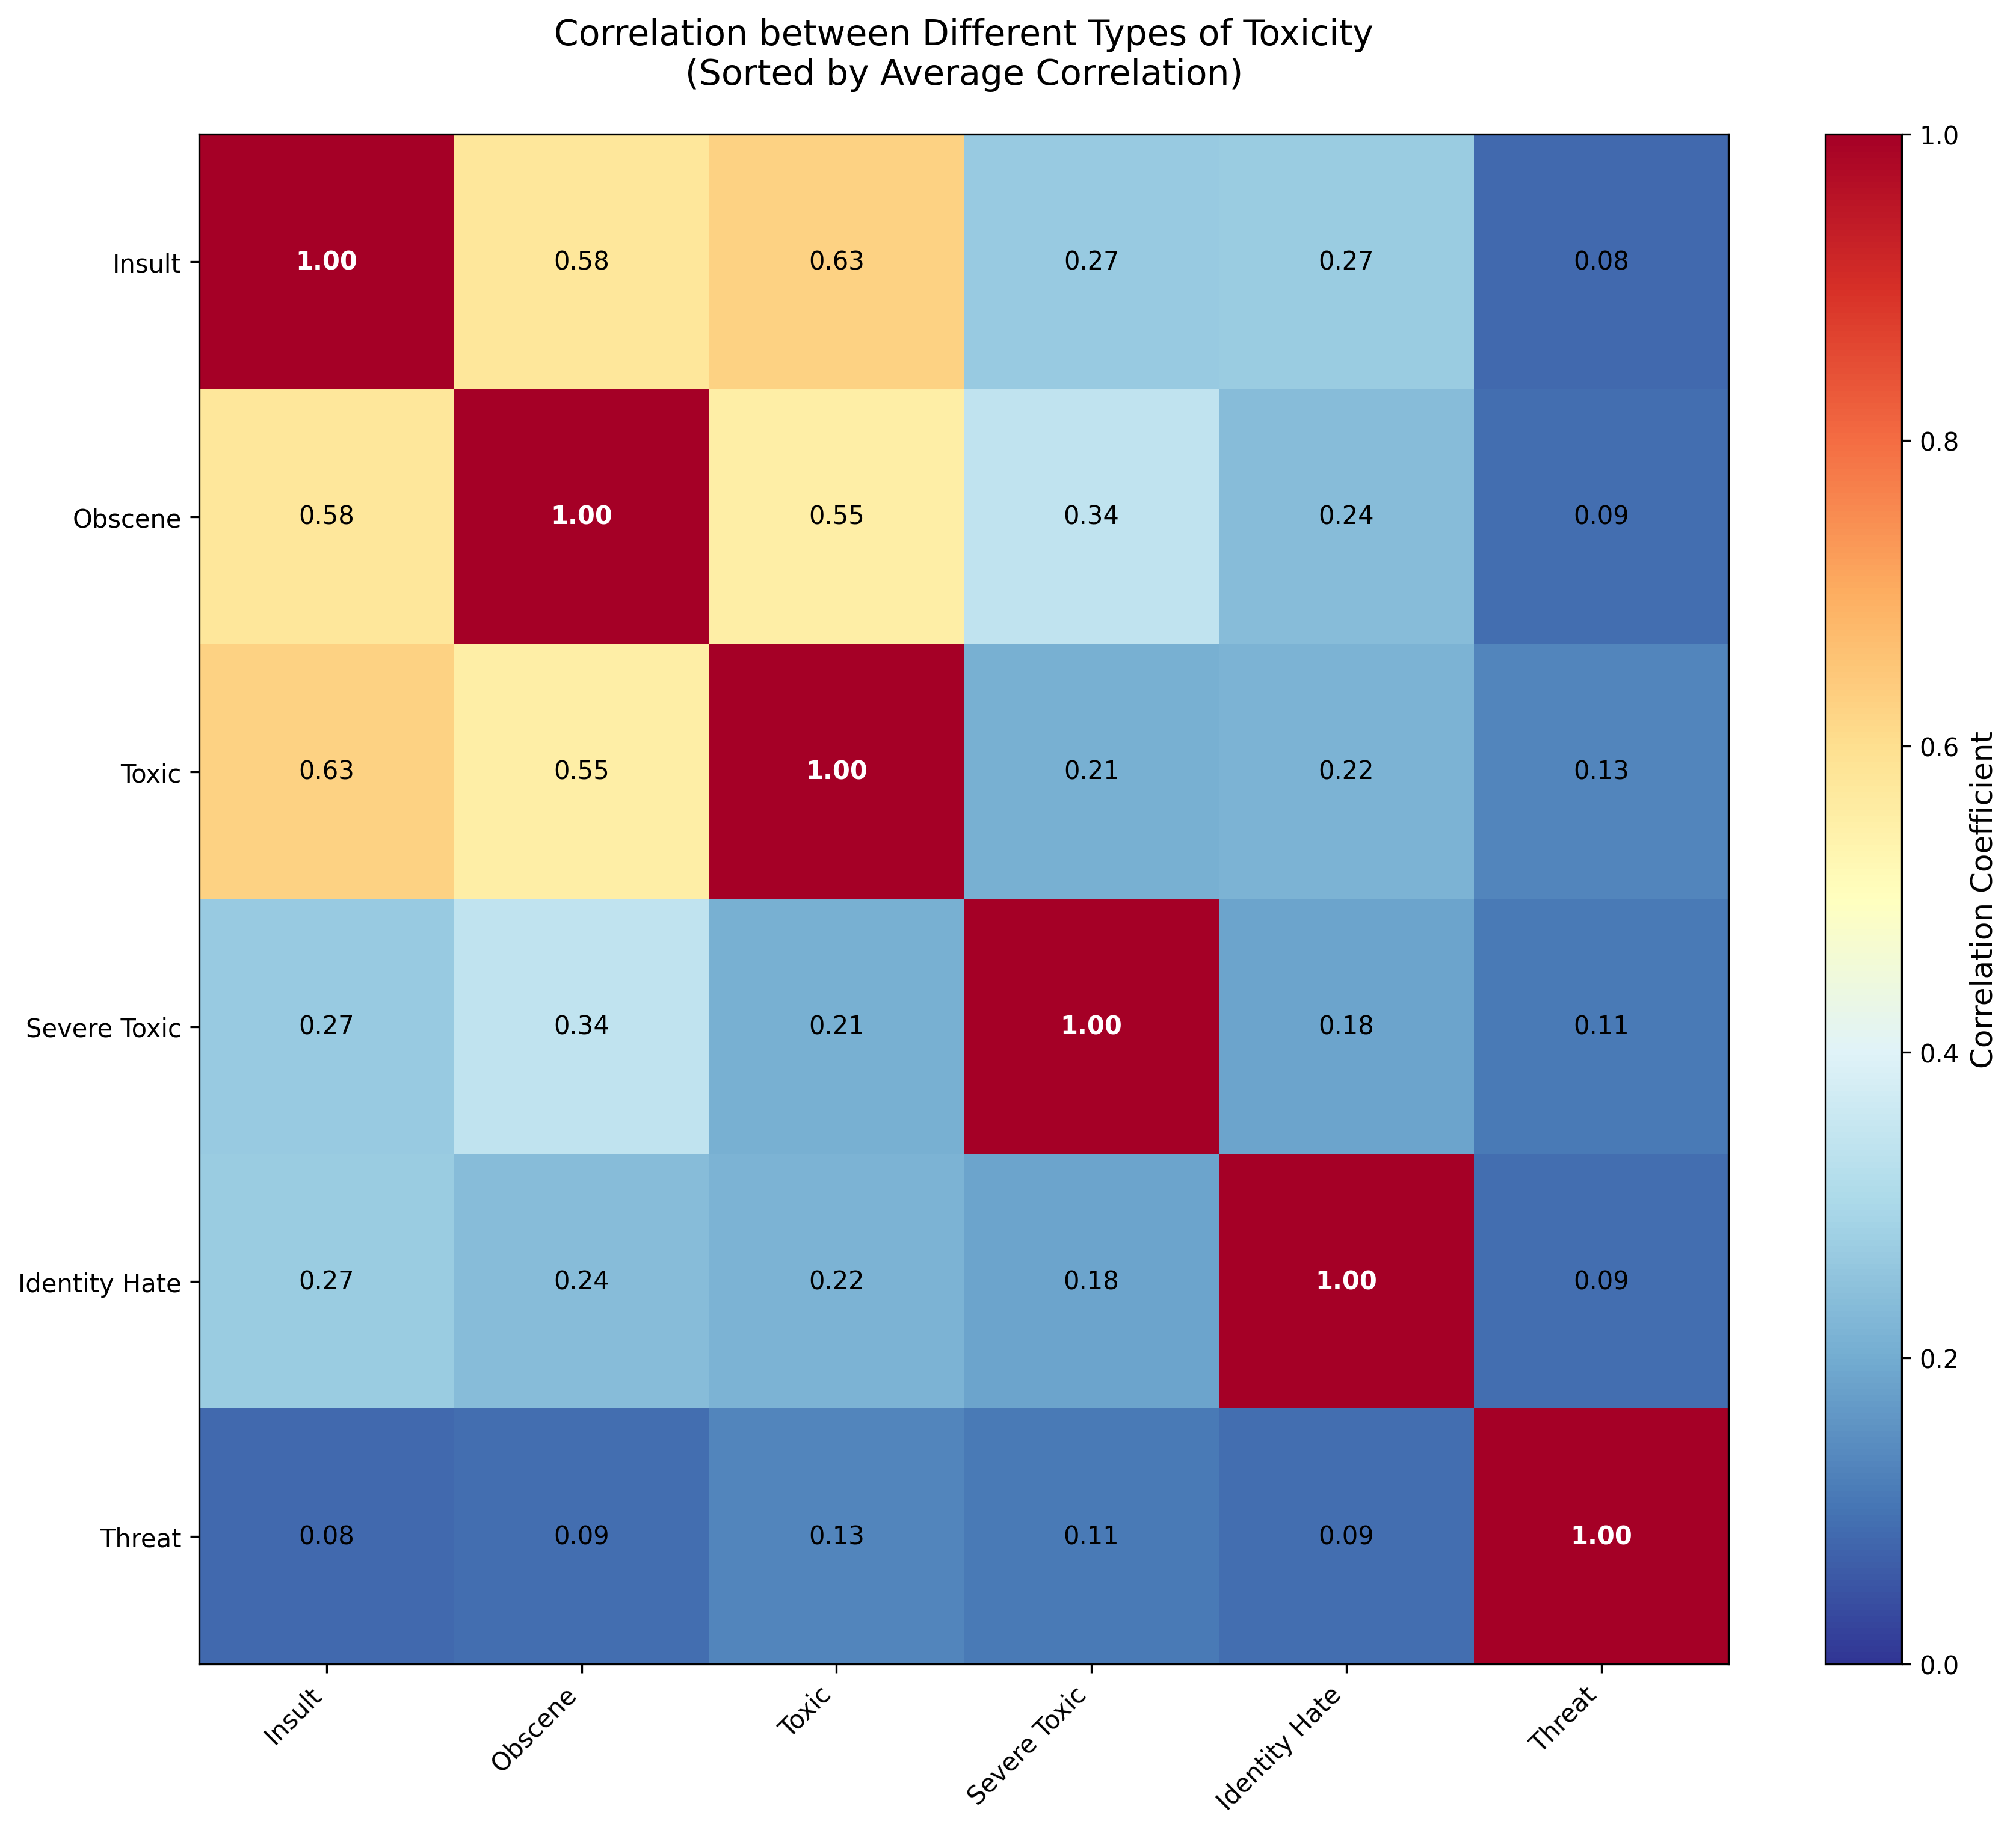 Correlation between Different Types of Toxicity
(Sorted by Average Correlation)
Insult 1.00 0.58 0.63 0.27 0.27 0.08
Obscene 0.58 1.00 0.55 0.34 0.24 0.09
Toxic 0.63 0.55 1.00 0.21 0.22 0.13
Severe Toxic 0.27 0.34 0.21 1.00 0.18 0.11
Identity Hate 0.27 0.24 0.22 0.18 1.00 0.09
Threat 0.08 0.09 0.13 0.11 0.09 1.00
Insult Obscene Toxic Severe Toxic Identity Hate Threat
1.0
0.8
0.6
0.4
0.2
0.0
Correlation Coefficient